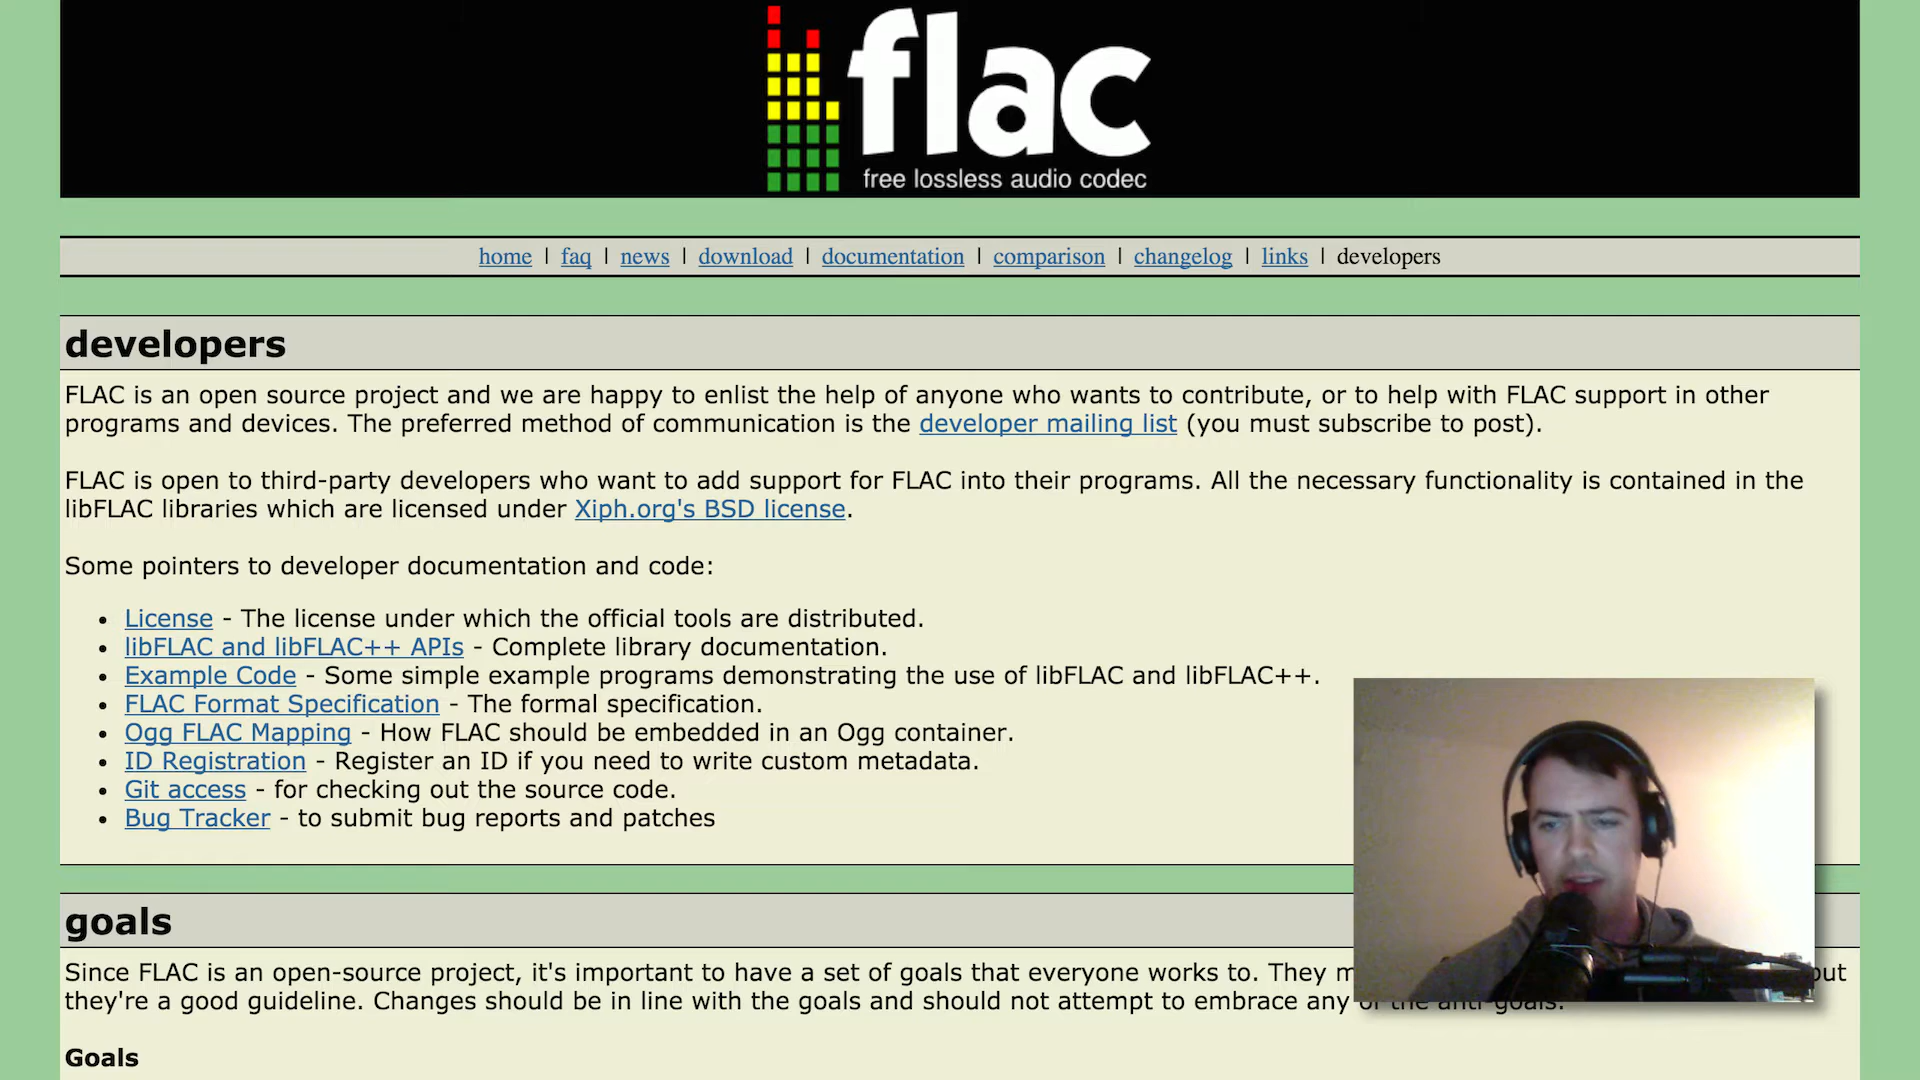 flac
free lossless audio codec
home | faq | news | download | documentation | comparison | changelog | links | developers
developers
FLAC is an open source project and we are happy to enlist the help of anyone who wants to contribute, or to help with FLAC support in other
programs and devices. The preferred method of communication is the developer mailing list (you must subscribe to post).
FLAC is open to third-party developers who want to add support for FLAC into their programs. All the necessary functionality is contained in the
libFLAC libraries which are licensed under Xiph.org's BSD license.
Some pointers to developer documentation and code:
• License - The license under which the official tools are distributed.
• libFLAC and libFLAC++ APIs - Complete library documentation.
• Example Code - Some simple example programs demonstrating the use of libFLAC and libFLAC++.
• FLAC Format Specification - The formal specification.
• Ogg FLAC Mapping - How FLAC should be embedded in an Ogg container.
• ID Registration - Register an ID if you need to write custom metadata.
• Git access - for checking out the source code.
• Bug Tracker - to submit bug reports and patches
goals
Since FLAC is an open-source project, it's important to have a set of goals that everyone works to. They but
they're a good guideline. Changes should be in line with the goals and should not attempt to embrace any of the anti-goals.
Goals